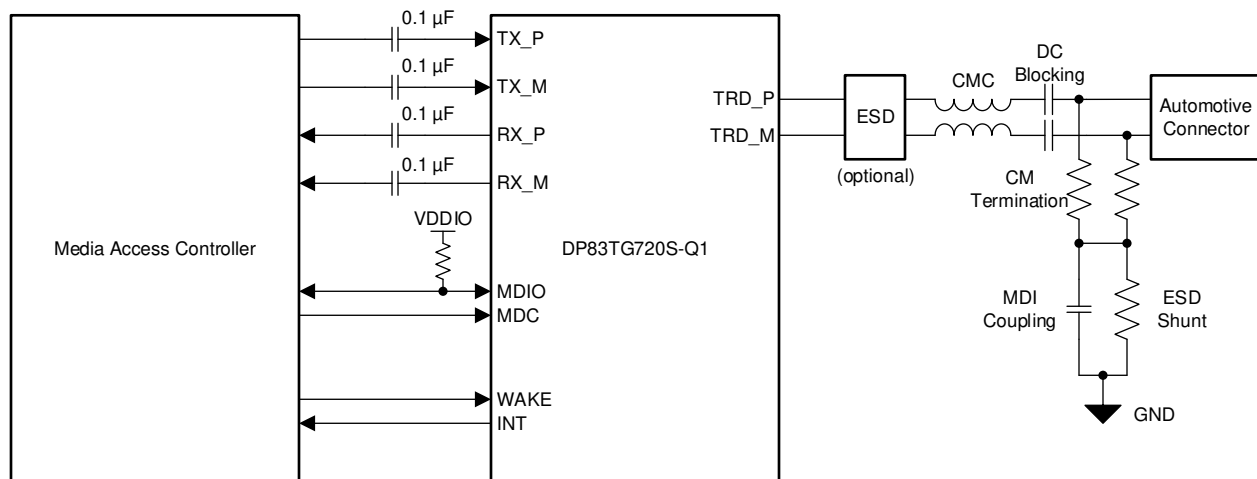 0.1 µF
TX_P
0.1 µF
TX_M
0.1 µF
RX_P
0.1 µF
RX_M
VDDIO
MDIO
MDC
WAKE
INT
Media Access Controller
DP83TG720S-Q1
TRD_P
TRD_M
ESD
(optional)
CMC
DC
Blocking
Automotive
Connector
CM
Termination
MDI
Coupling
ESD
Shunt
GND